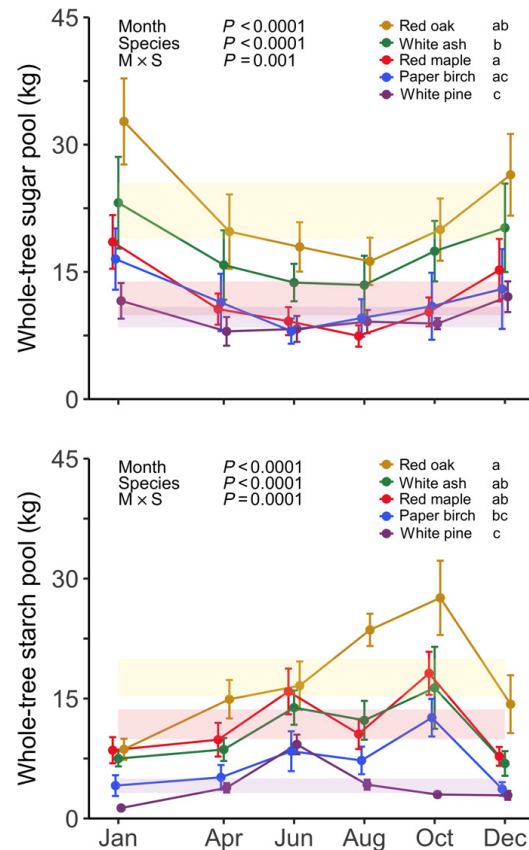 Whole-tree sugar pool (kg)
45
30
15
0
Month P < 0.0001
Species P < 0.0001
M × S P = 0.001
Red oak ab
White ash b
Red maple a
Paper birch ac
White pine c
Whole-tree starch pool (kg)
45
30
15
0
Month P < 0.0001
Species P < 0.0001
M × S P = 0.0001
Red oak a
White ash ab
Red maple ab
Paper birch bc
White pine c
Jan Apr Jun Aug Oct Dec